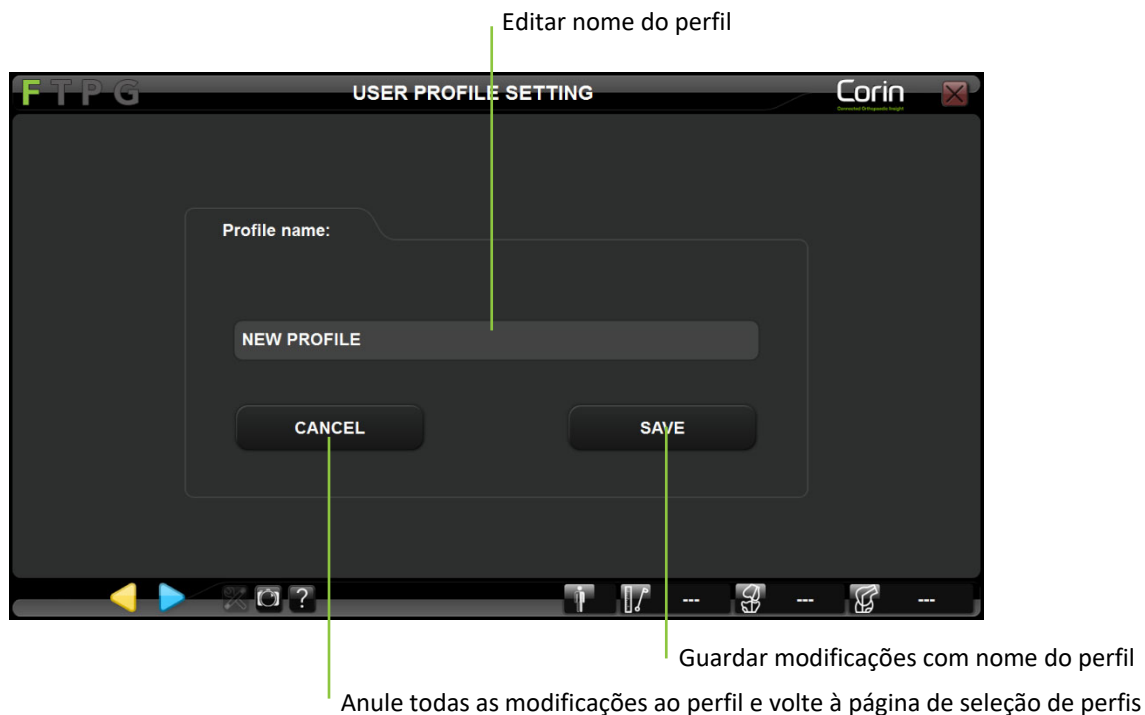 Editar nome do perfil
F T P G
USER PROFILE SETTING
Corin
Connected Orthopaedic Insight
Profile name:
NEW PROFILE
CANCEL
SAVE
?
---
---
---
Guardar modificações com nome do perfil
Anule todas as modificações ao perfil e volte à página de seleção de perfis